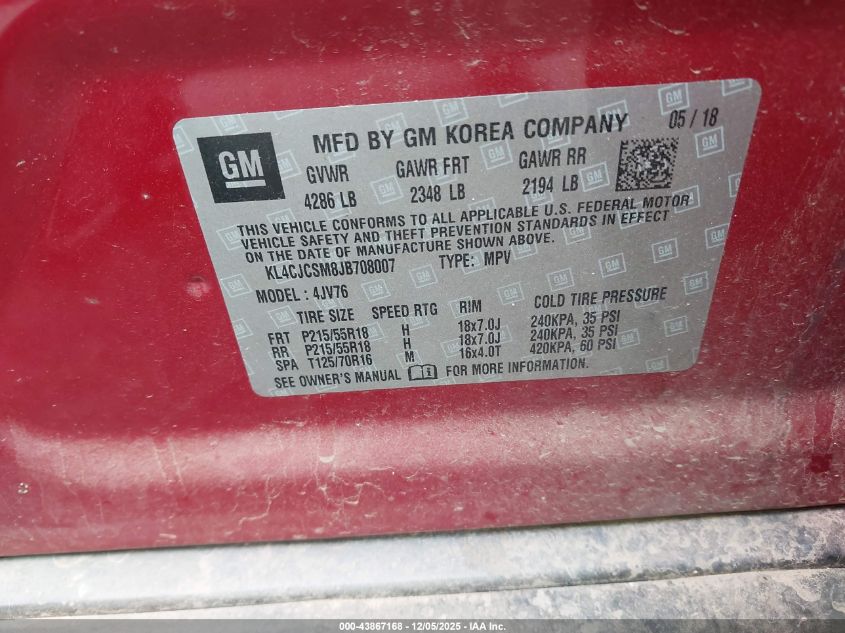 GM
MFD BY GM KOREA COMPANY 05 / 18
GVWR GAWR FRT GAWR RR
4286 LB 2348 LB 2194 LB
THIS VEHICLE CONFORMS TO ALL APPLICABLE U.S. FEDERAL MOTOR
VEHICLE SAFETY AND THEFT PREVENTION STANDARDS IN EFFECT
ON THE DATE OF MANUFACTURE SHOWN ABOVE.
KL4CJCSM8JB708007 TYPE: MPV
MODEL : 4JV76
TIRE SIZE SPEED RTG RIM COLD TIRE PRESSURE
FRT P215/55R18 H 18x7.0J 240KPA, 35 PSI
RR P215/55R18 H 18x7.0J 240KPA, 35 PSI
SPA T125/70R16 M 16x4.0T 420KPA, 60 PSI
SEE OWNER'S MANUAL FOR MORE INFORMATION.
000-43867168 - 12/05/2025 - IAA Inc.